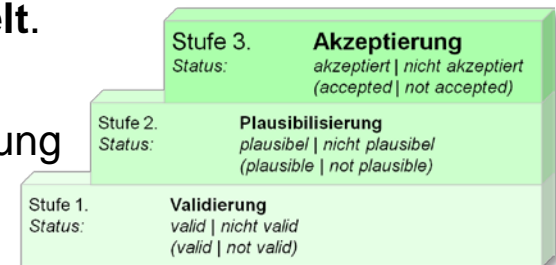 elt.
Stufe 3. Akzeptierung
Status: akzeptiert | nicht akzeptiert
(accepted | not accepted)
ung
Stufe 2. Plausibilisierung
Status: plausibel | nicht plausibel
(plausible | not plausible)
Stufe 1. Validierung
Status: valid | nicht valid
(valid | not valid)